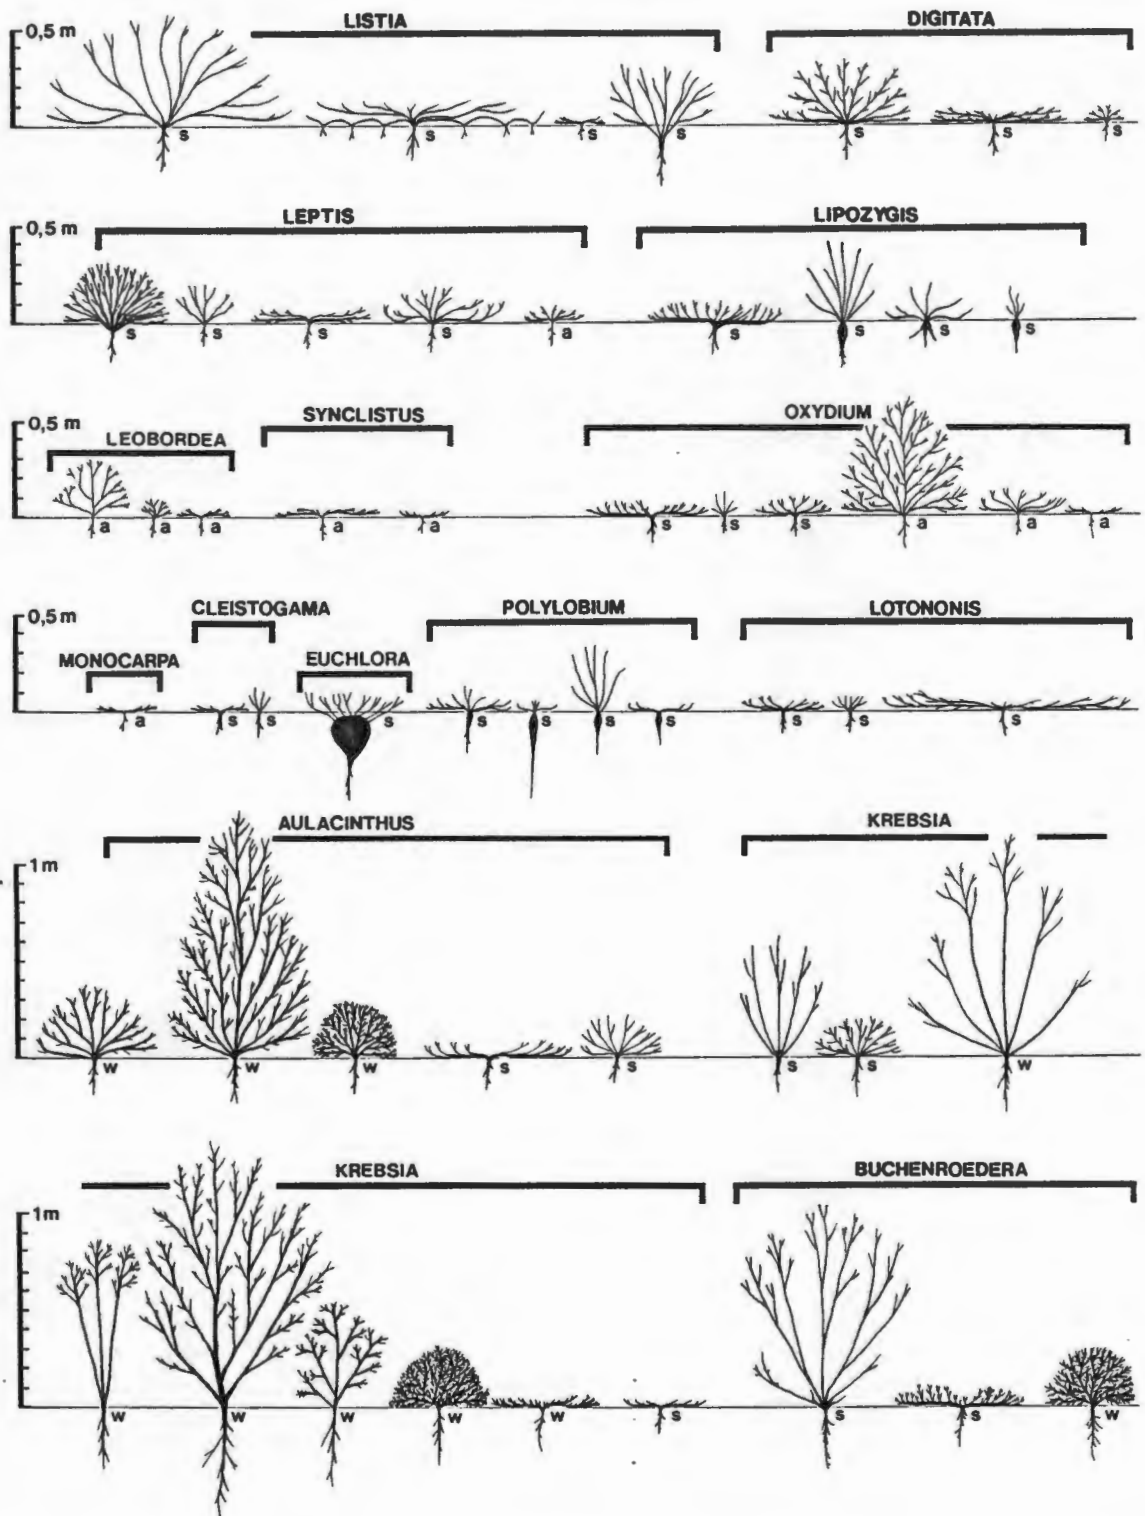 0,5 m LISTIA DIGITATA
s s s s s s s
0,5 m LEPTIS LIPOZYGIS
s s s s a s s s s
0,5 m SYNCLISTUS OXYDIUM
LEOBORDEA
a a a a a s s s a a a
0,5 m CLEISTOGAMA POLYLOBIUM LOTONONIS
MONOCARPA EUCHLORA
a s s s s s s s s s s
AULACINTHUS KREBSIA
1m
w w w s s s s w
KREBSIA BUCHENROEDERA
1m
w w w w w s s s w